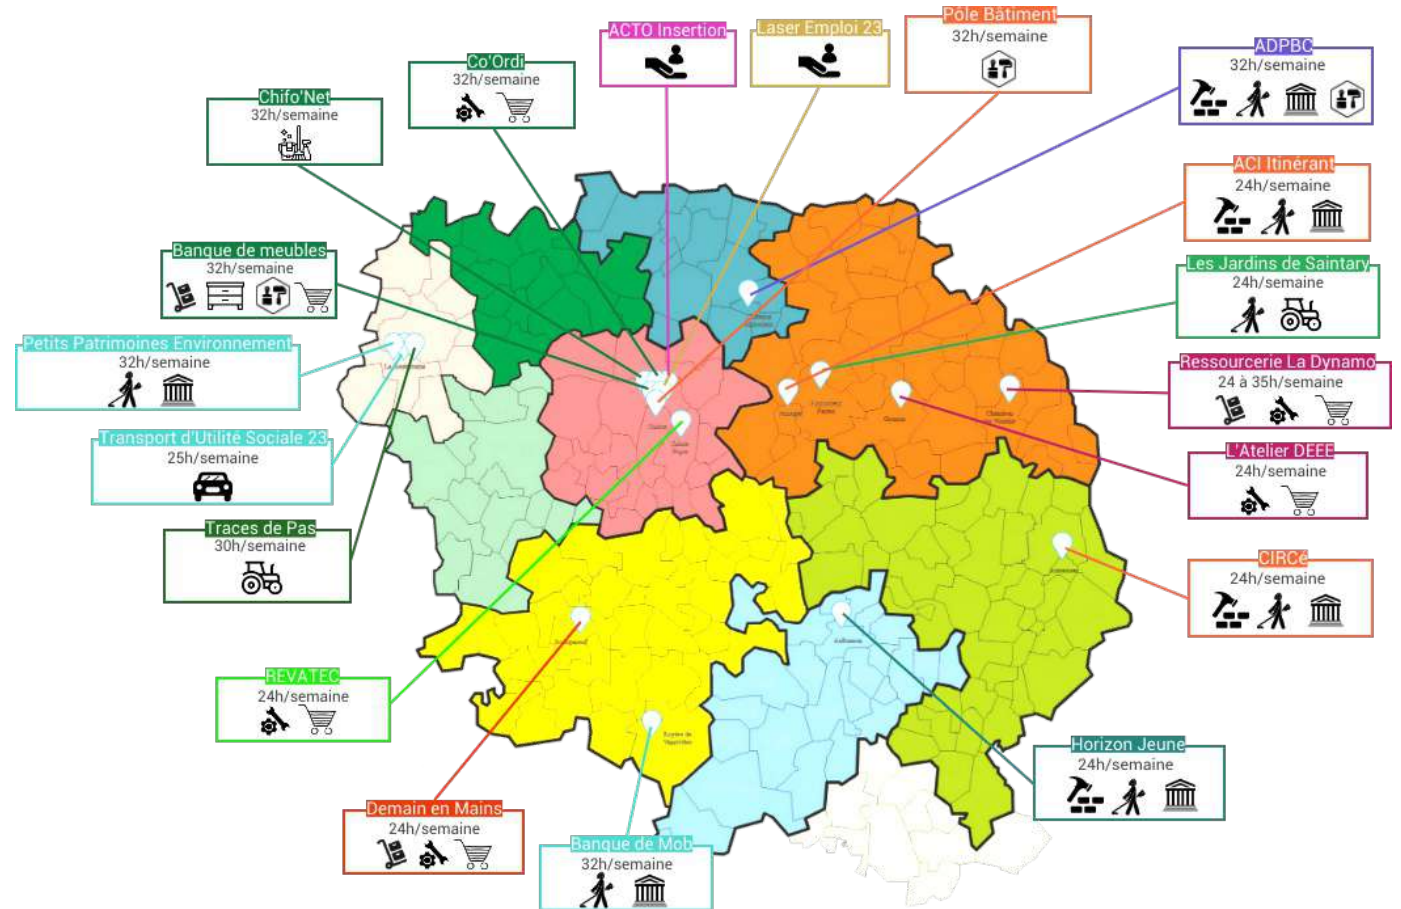 ACTO Insertion
Laser Emploi 23
Pôle Bâtiment
32h/semaine
ADPBC
32h/semaine
Co'Ordi
32h/semaine
Chifo'Net
32h/semaine
ACI Itinérant
24h/semaine
Banque de meubles
32h/semaine
Les Jardins de Saintary
24h/semaine
Petits Patrimoines Environnement
32h/semaine
Ressourcerie La Dynamo
24 à 35h/semaine
Transport d'Utilité Sociale 23
25h/semaine
L'Atelier DEEE
24h/semaine
Traces de Pas
30h/semaine
CIRCé
24h/semaine
REVATEC
24h/semaine
Horizon Jeune
24h/semaine
Demain en Mains
24h/semaine
Banque de Mob
32h/semaine